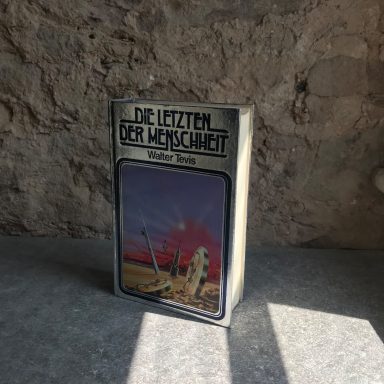 DIE LETZTEN
DER MENSCHHEIT
Walter Tevis